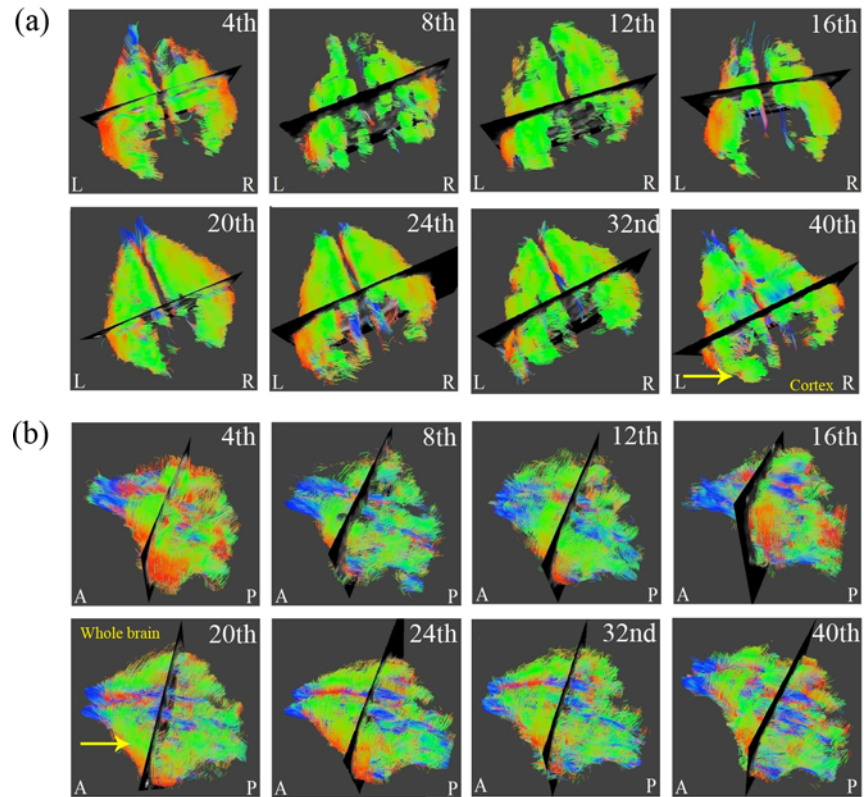 (a)
4th
8th
12th
16th
L R
L R
L R
L R
20th
24th
32nd
40th
L R
L R
L R
L Cortex R
(b)
4th
8th
12th
16th
A P
A P
A P
A P
Whole brain
20th
24th
32nd
40th
A P
A P
A P
A P